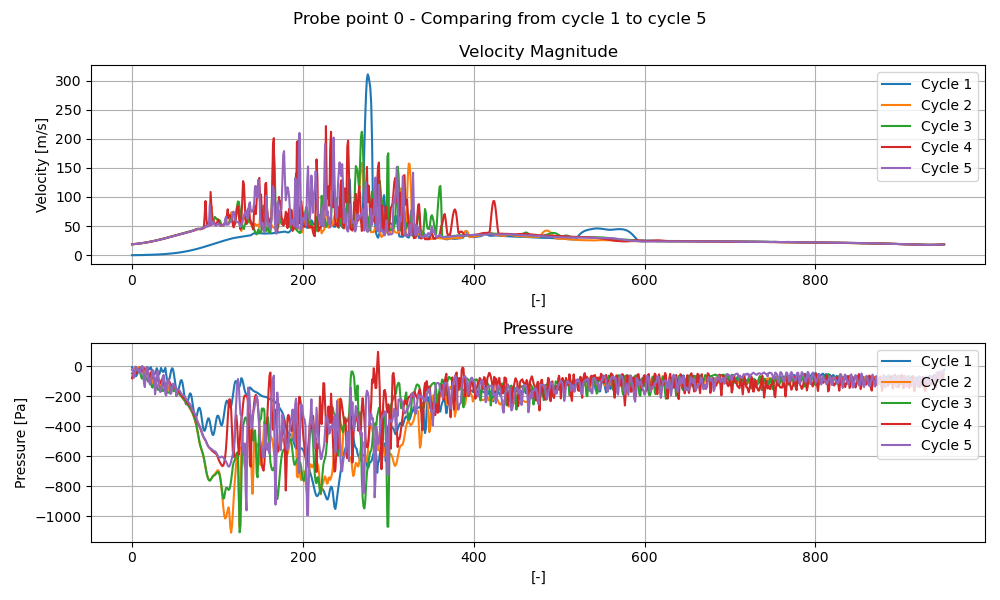 Probe point 0 - Comparing from cycle 1 to cycle 5
Velocity Magnitude
Velocity [m/s]
300
250
200
150
100
50
0
Cycle 1
Cycle 2
Cycle 3
Cycle 4
Cycle 5
0 200 400 600 800
[-]
Pressure
Pressure [Pa]
0
−200
−400
−600
−800
−1000
Cycle 1
Cycle 2
Cycle 3
Cycle 4
Cycle 5
0 200 400 600 800
[-]